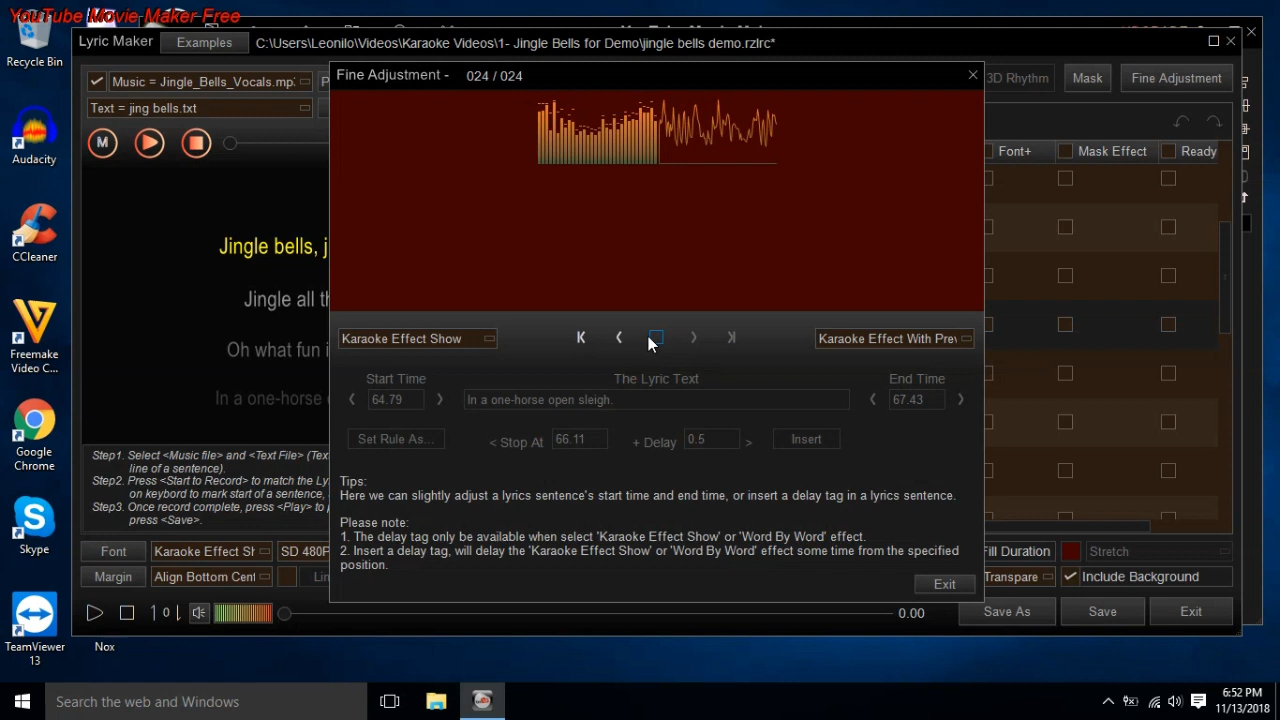 YouTube Movie Maker Free
Recycle Bin
Audacity
CCleaner
Freemake
Video C...
Google
Chrome
Skype
TeamViewer
13
Nox
Lyric Maker
Examples
C:\Users\Leonilo\Videos\Karaoke Videos\1- Jingle Bells for Demo\jingle bells demo.rzlrc*
Music = Jingle_Bells_Vocals.mp
Text = jing bells.txt
M
3D Rhythm
Mask
Fine Adjustment
Font+
Mask Effect
Ready
Jingle bells, j
Jingle all th
Oh what fun i
In a one-horse
Step1. Select <Music file> and <Text File> (Tex
line of a sentence).
Step2. Press <Start to Record> to match the Ly
on keybord to mark start of a sentence,
Step3. Once record complete, press <Play> to p
press <Save>.
Font
Karaoke Effect Sh
SD 480P
Margin
Align Bottom Cent
Lin
Fine Adjustment - 024 / 024
Karaoke Effect Show
Karaoke Effect With Prev
Start Time
The Lyric Text
End Time
64.79
In a one-horse open sleigh.
67.43
Set Rule As...
< Stop At
66.11
+ Delay
0.5
>
Insert
Tips:
Here we can slightly adjust a lyrics sentence's start time and end time, or insert a delay tag in a lyrics sentence.
Please note:
1. The delay tag only be available when select 'Karaoke Effect Show' or 'Word By Word' effect.
2. Insert a delay tag, will delay the 'Karaoke Effect Show' or 'Word By Word' effect some time from the specified
position.
Exit
Fill Duration
Stretch
Transpare
Include Background
0
0.00
Save As
Save
Exit
Search the web and Windows
6:52 PM
11/13/2018